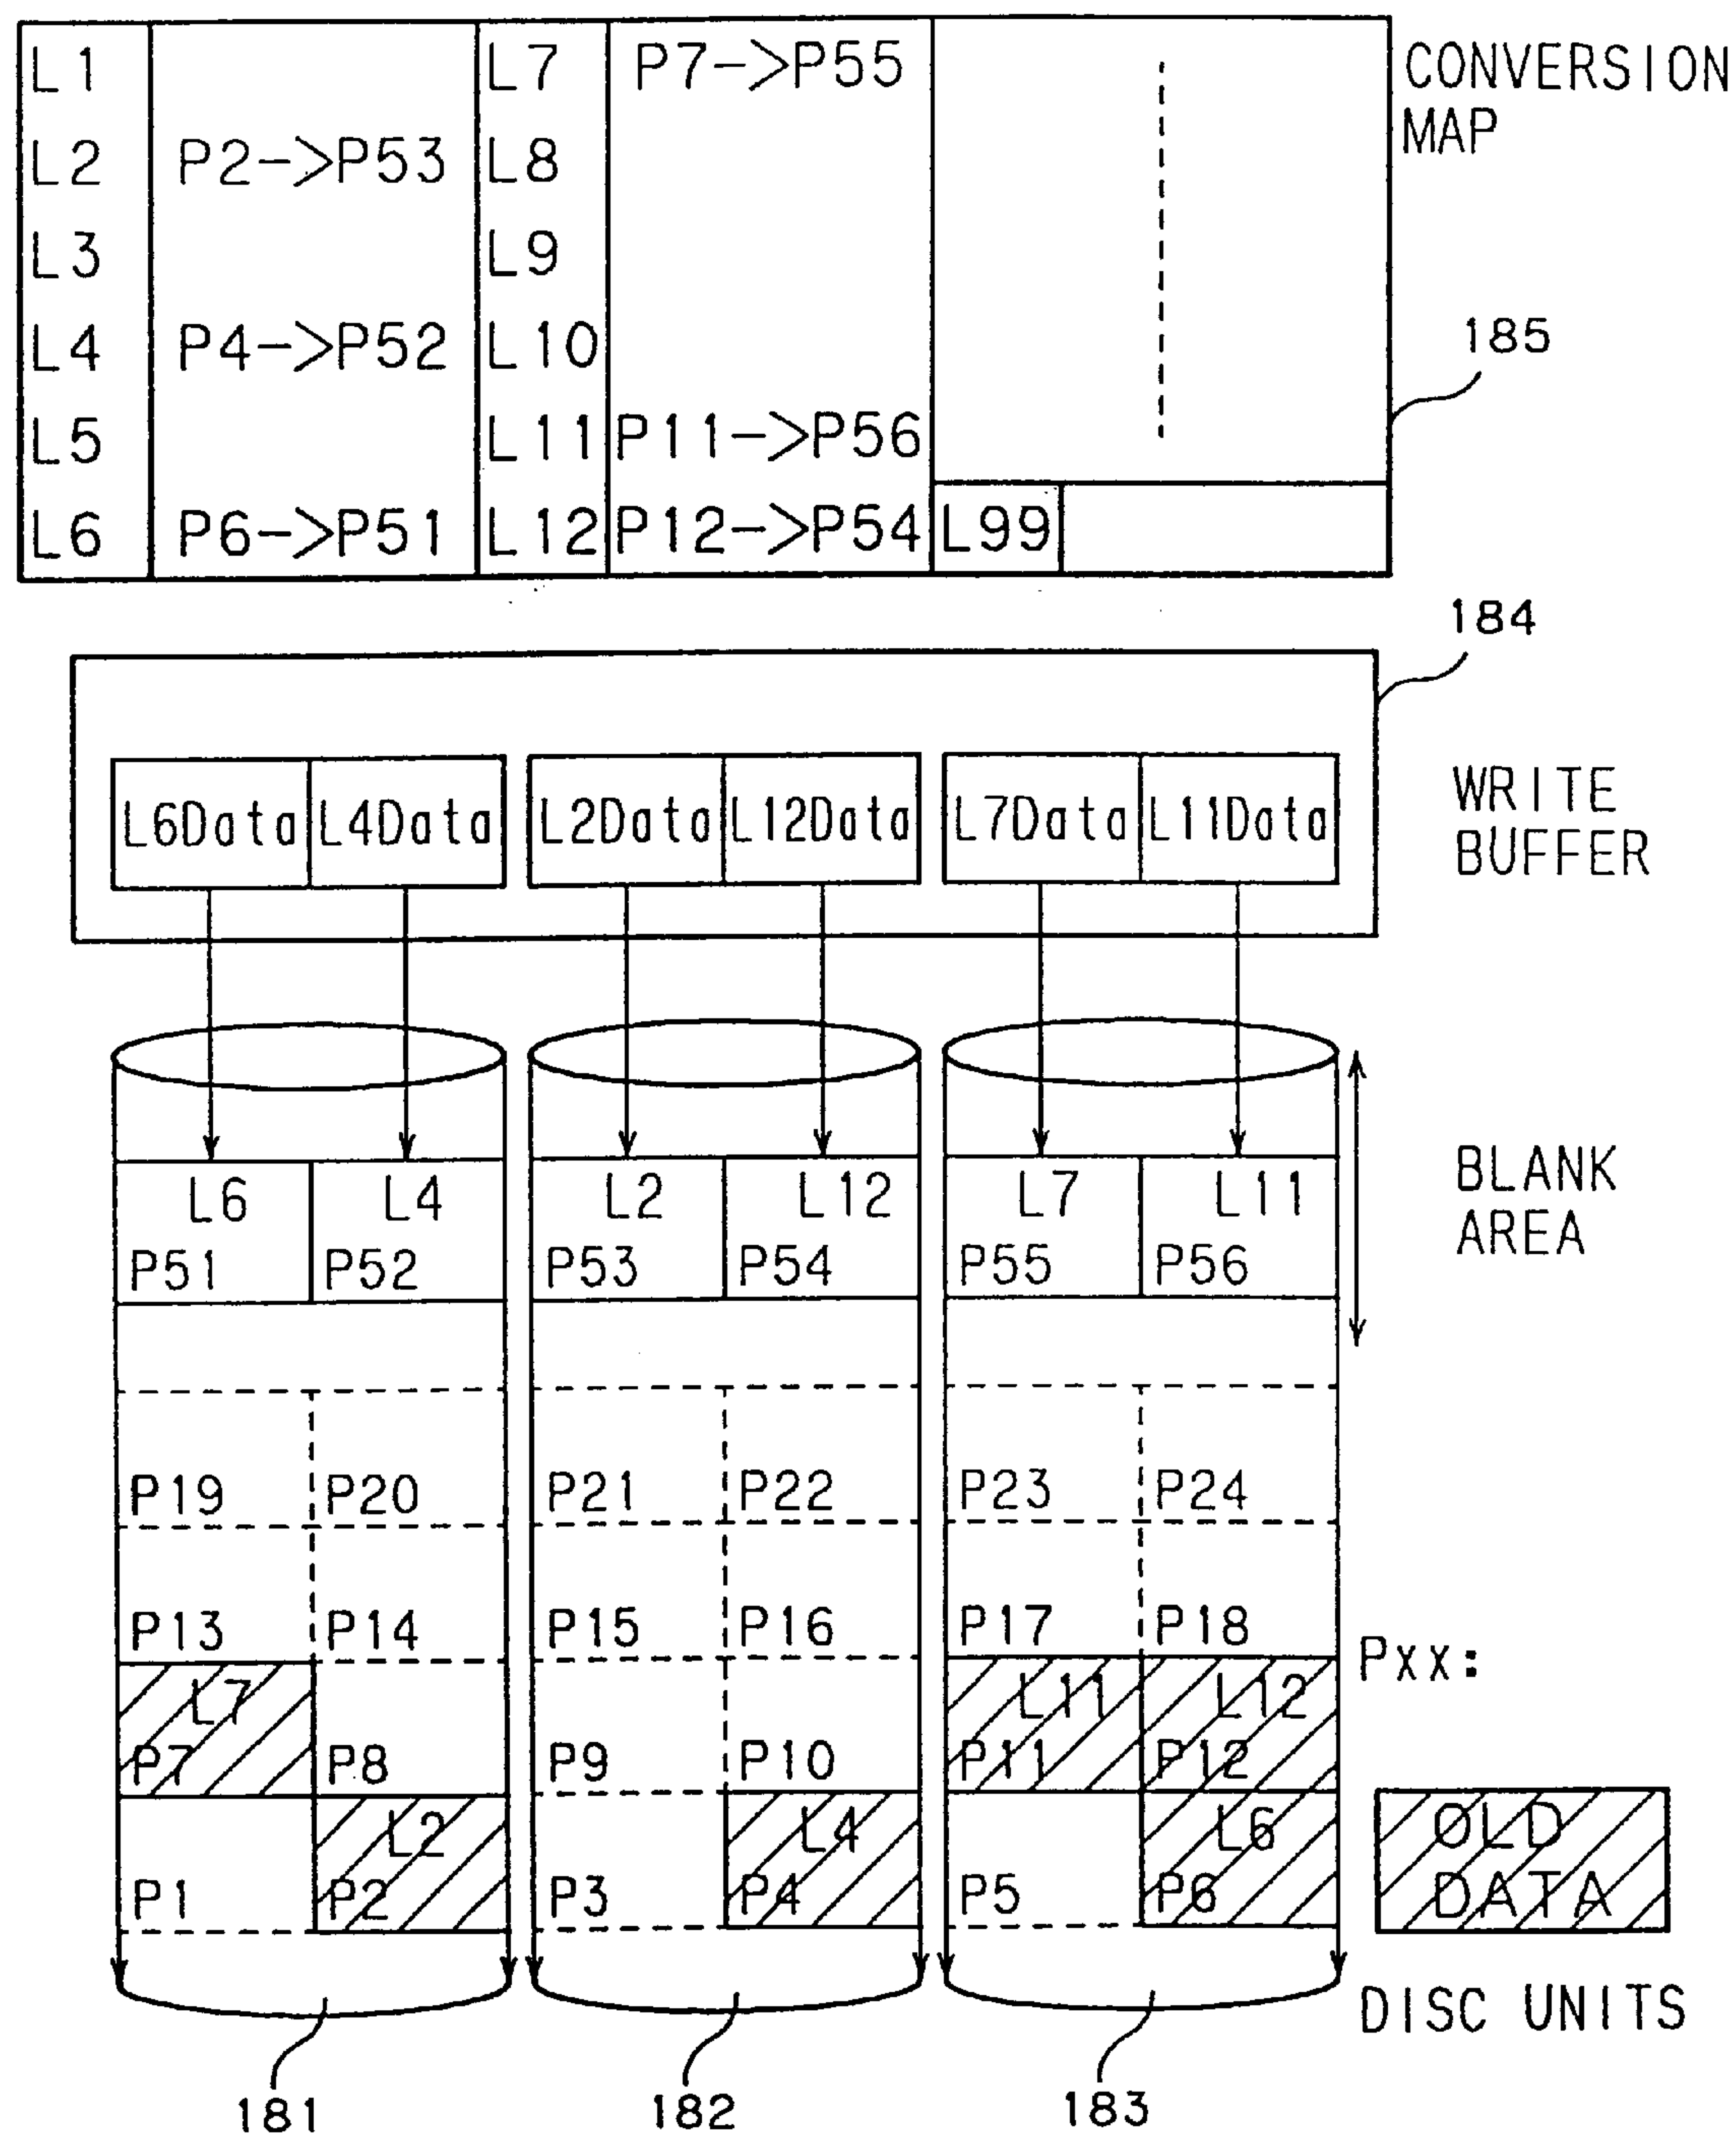 L1 L7 P7->P55 CONVERSION
L2 P2->P53 L8 MAP
L3 L9
L4 P4->P52 L10 185
L5 L11 P11->P56
L6 P6->P51 L12 P12->P54 L99
184
L6Data L4Data L2Data L12Data L7Data L11Data WRITE
BUFFER
L6 L4 L2 L12 L7 L11 BLANK
P51 P52 P53 P54 P55 P56 AREA
P19 P20 P21 P22 P23 P24
P13 P14 P15 P16 P17 P18 Pxx:
L7 L11 L12
P7 P8 P9 P10 P11 P12
L2 L4 L6 OLD
P1 P2 P3 P4 P5 P6 DATA
DISC UNITS
181 182 183